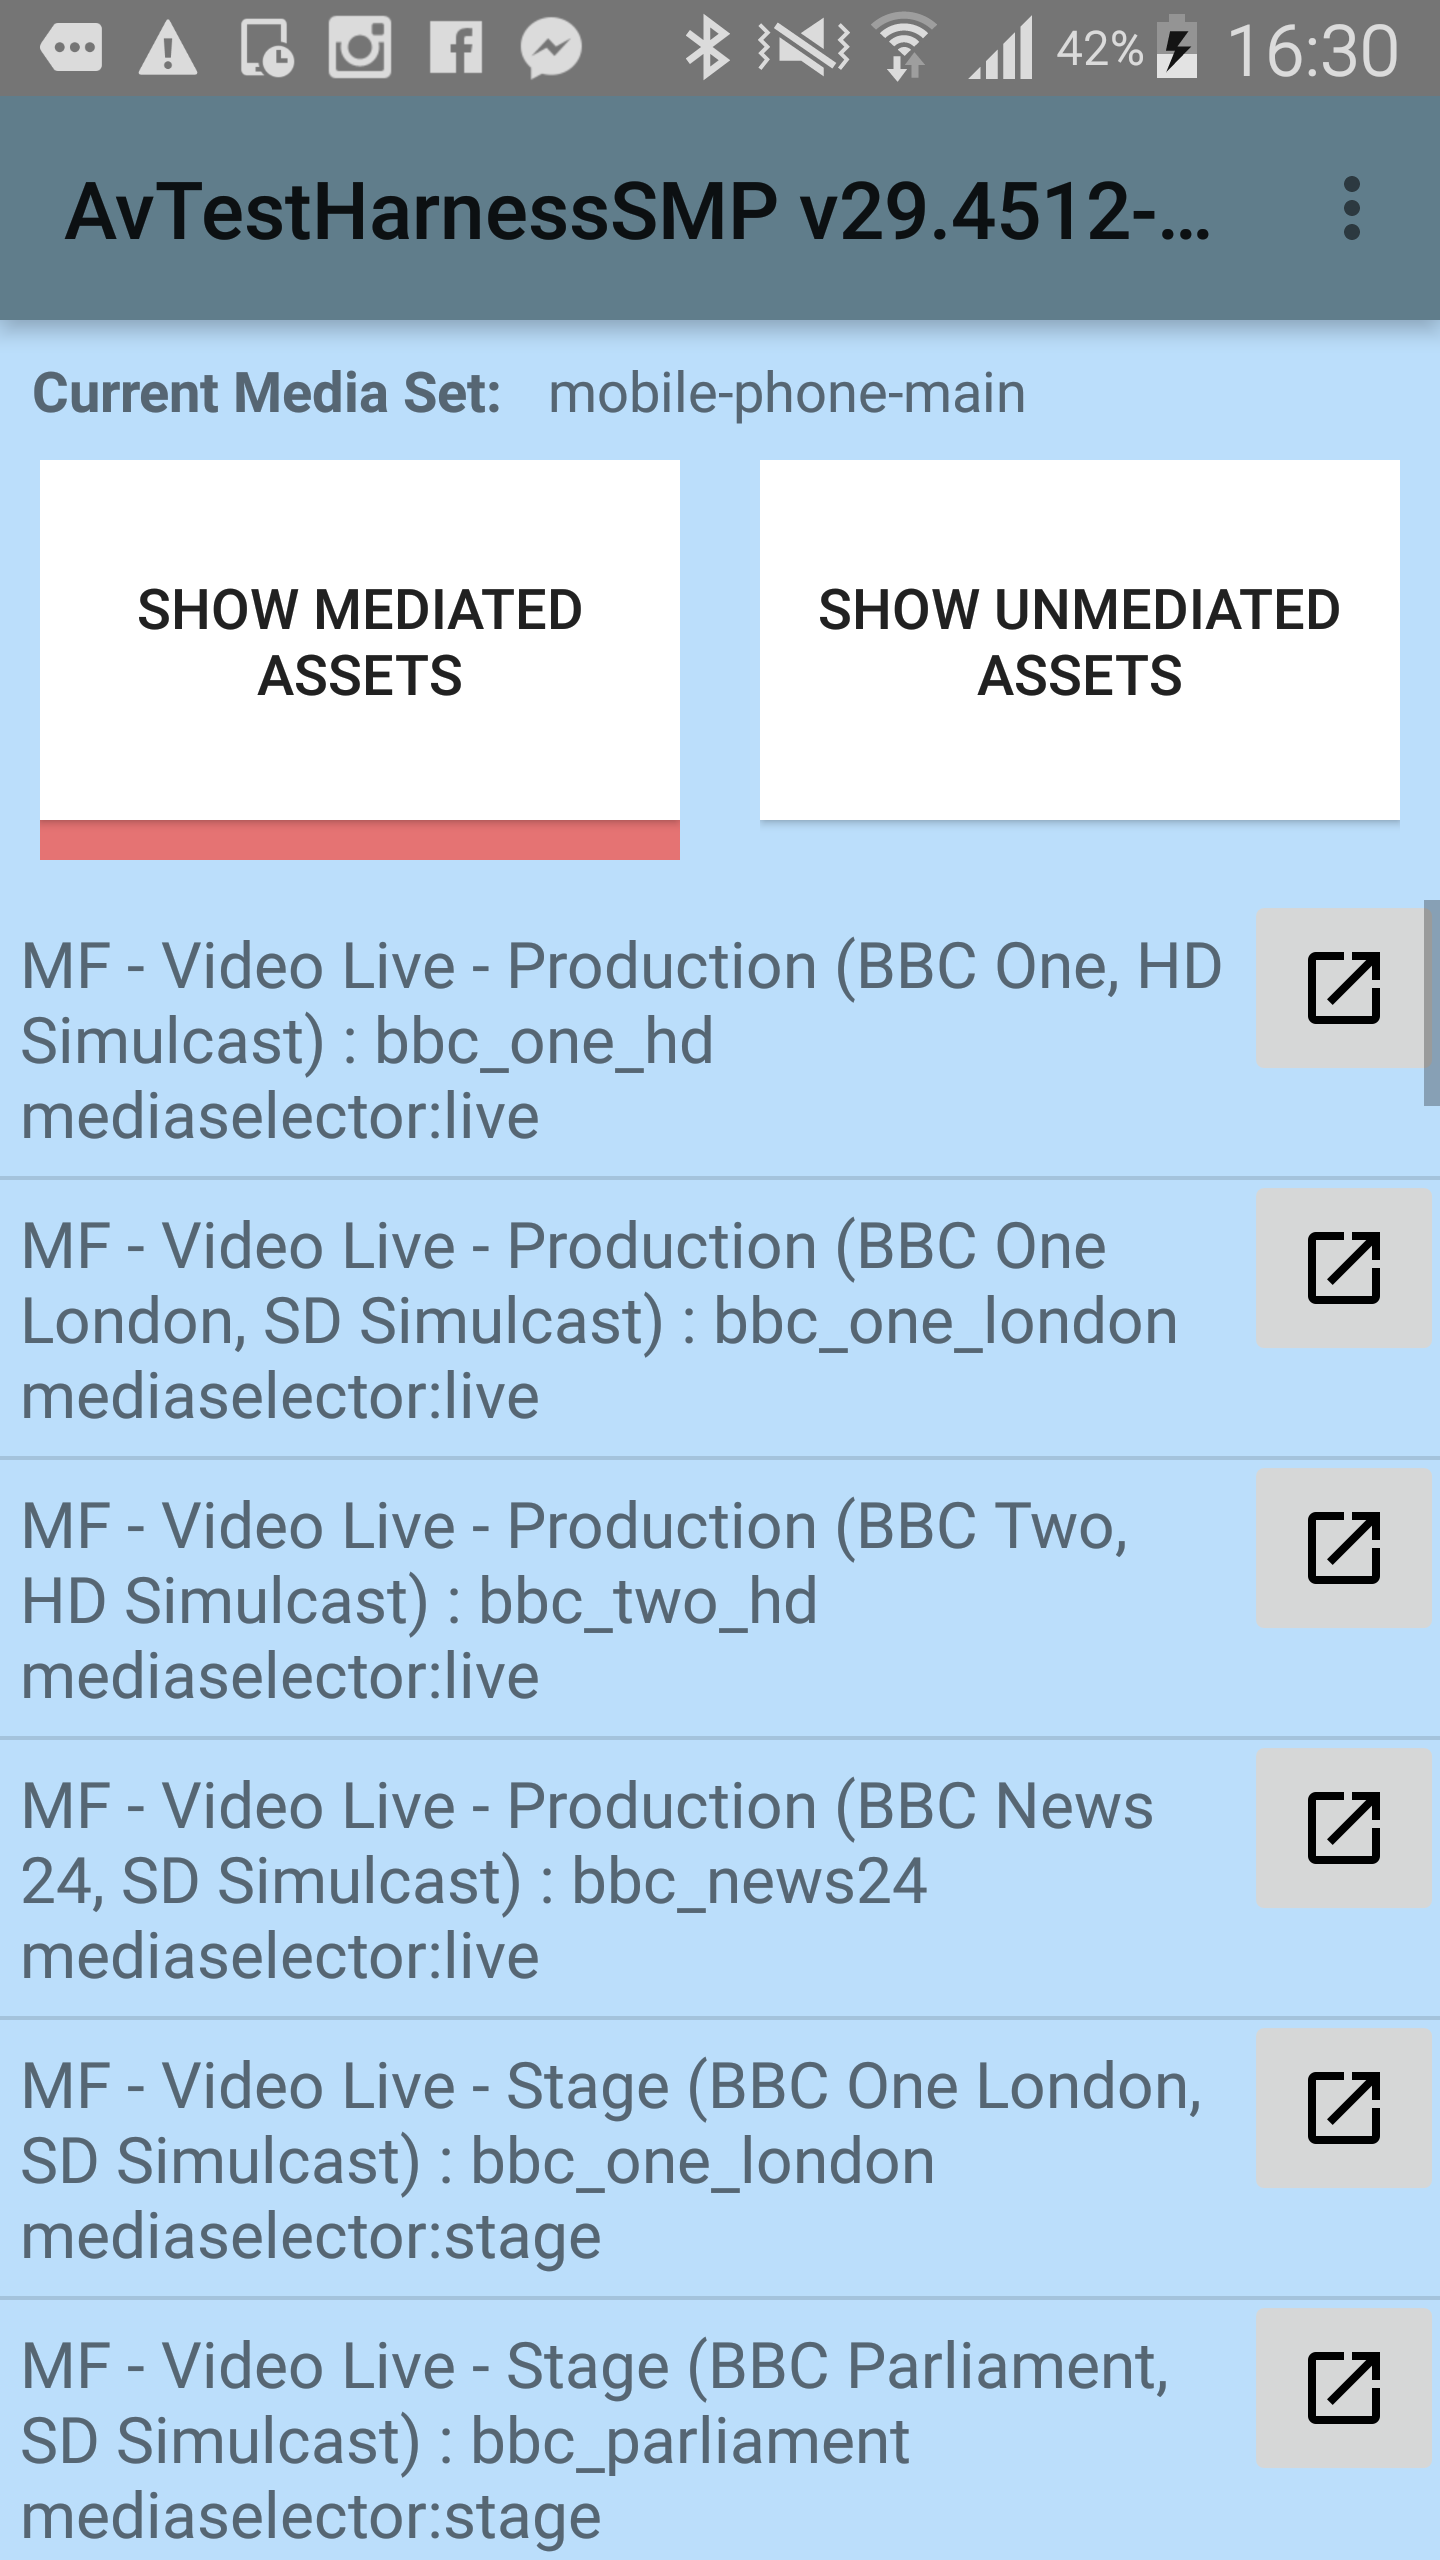 42% 16:30
AvTestHarnessSMP v29.4512-...
Current Media Set: mobile-phone-main
SHOW MEDIATED
ASSETS
SHOW UNMEDIATED
ASSETS
MF - Video Live - Production (BBC One, HD
Simulcast) : bbc_one_hd
mediaselector:live
MF - Video Live - Production (BBC One
London, SD Simulcast) : bbc_one_london
mediaselector:live
MF - Video Live - Production (BBC Two,
HD Simulcast) : bbc_two_hd
mediaselector:live
MF - Video Live - Production (BBC News
24, SD Simulcast) : bbc_news24
mediaselector:live
MF - Video Live - Stage (BBC One London,
SD Simulcast) : bbc_one_london
mediaselector:stage
MF - Video Live - Stage (BBC Parliament,
SD Simulcast) : bbc_parliament
mediaselector:stage